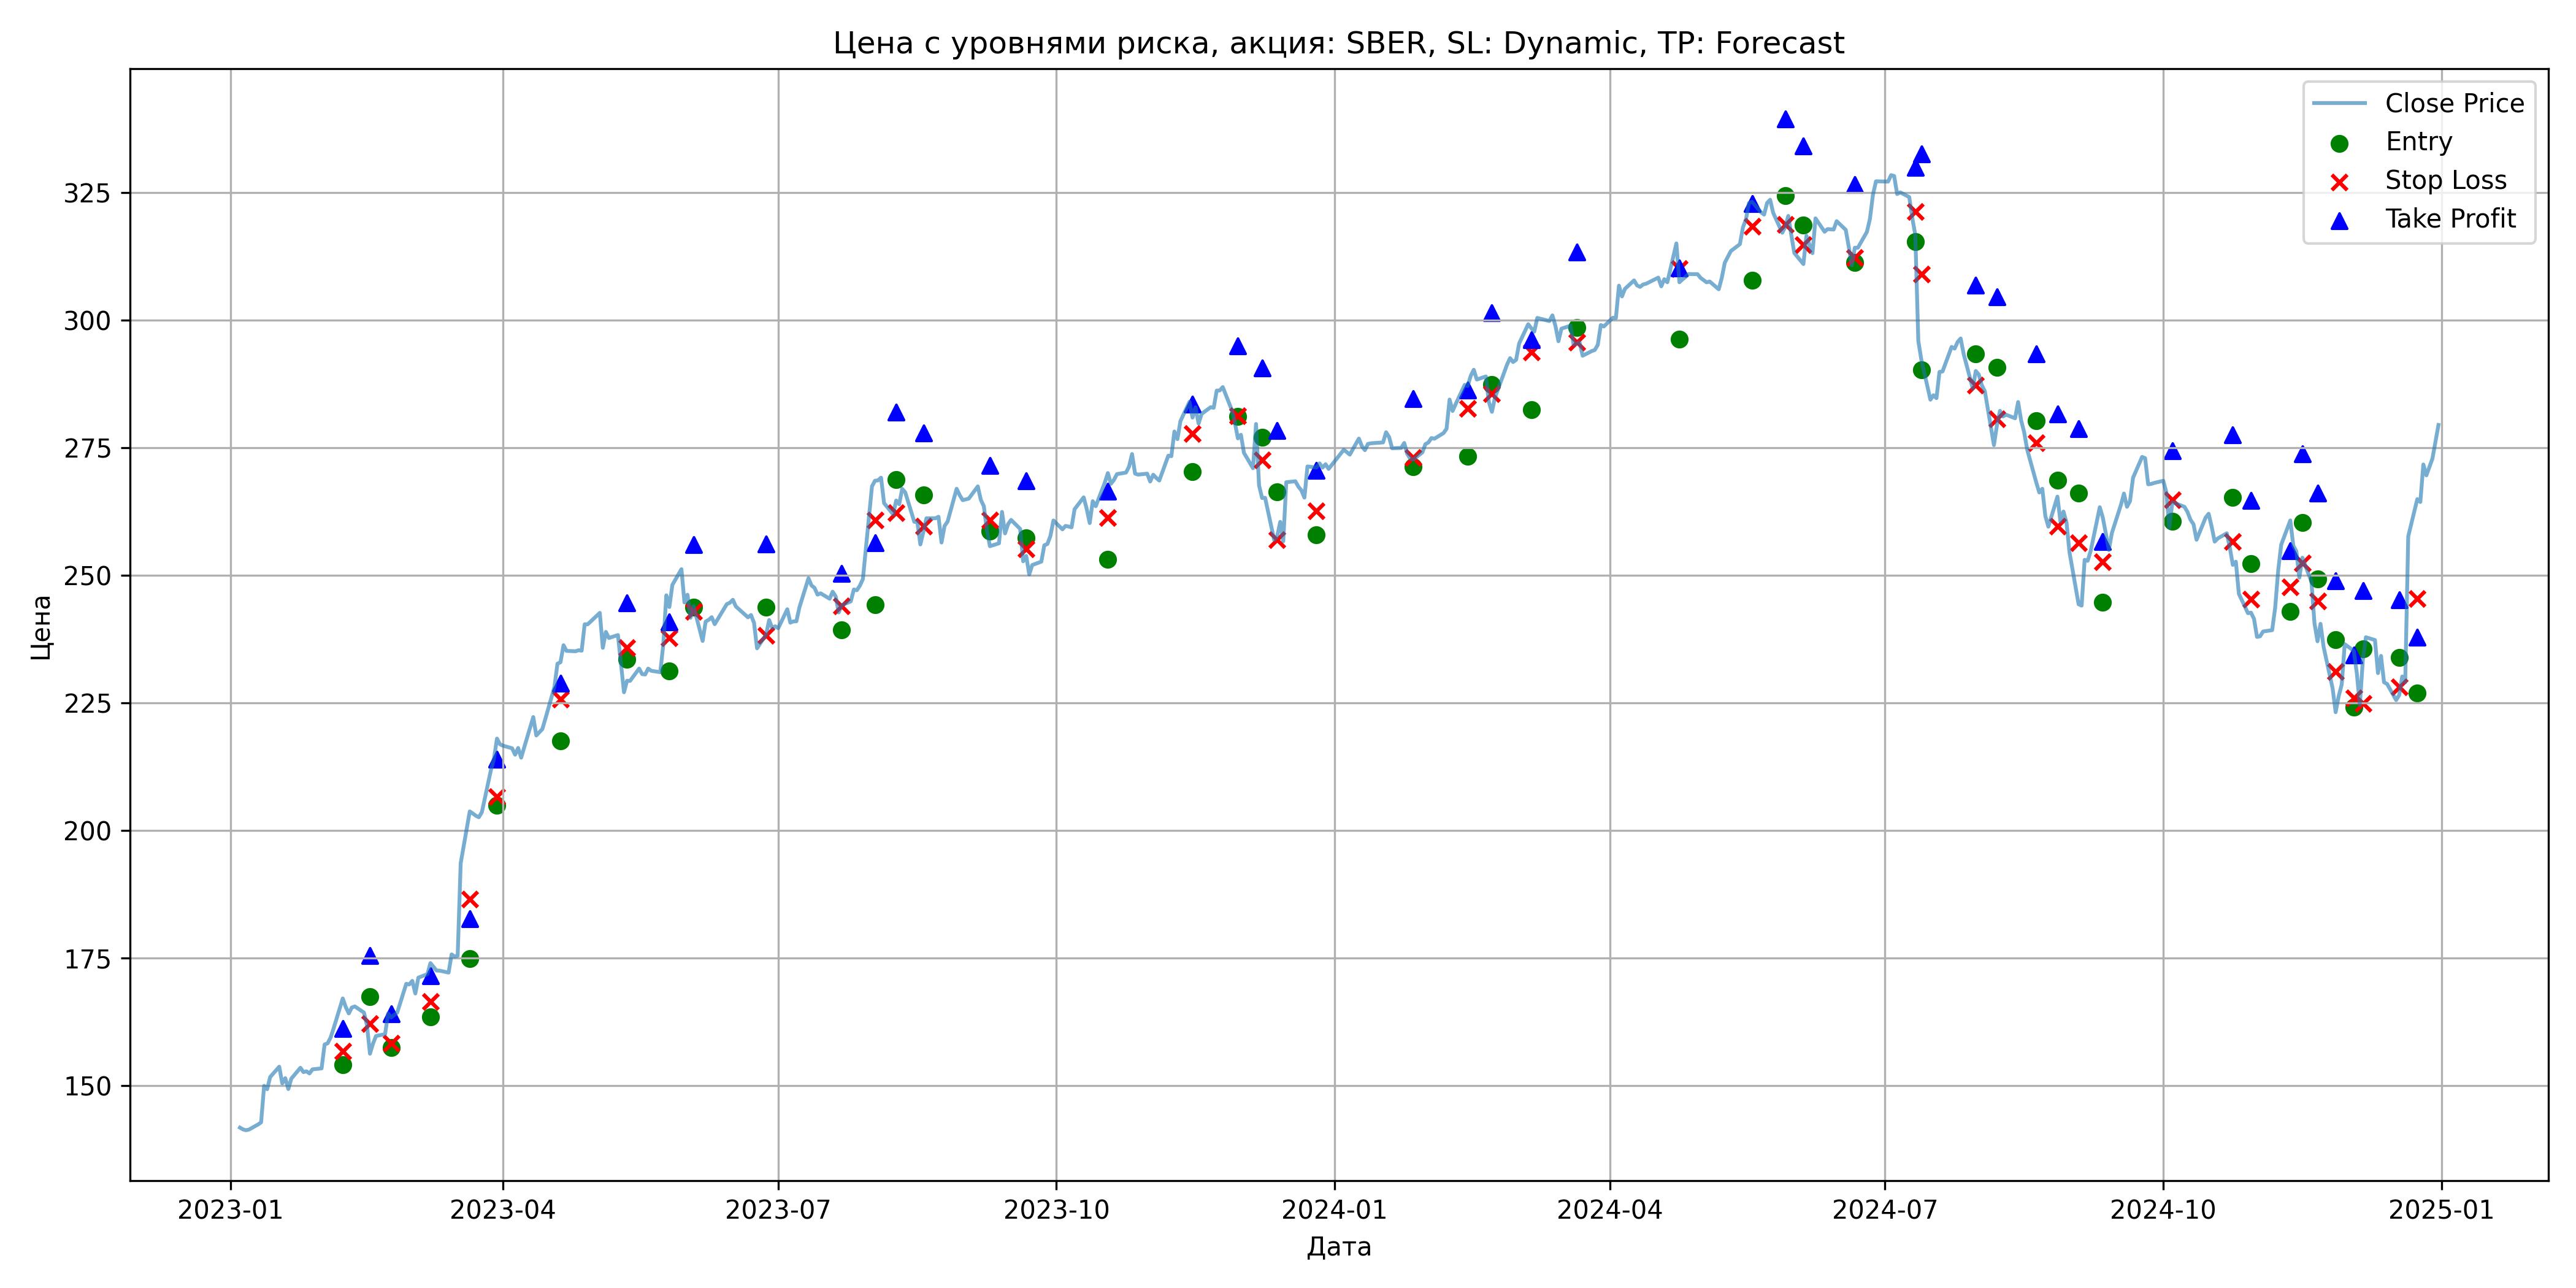 Цена с уровнями риска, акция: SBER, SL: Dynamic, TP: Forecast
Close Price
Entry
Stop Loss
Take Profit
Цена
325
300
275
250
225
200
175
150
2023-01 2023-04 2023-07 2023-10 2024-01 2024-04 2024-07 2024-10 2025-01
Дата